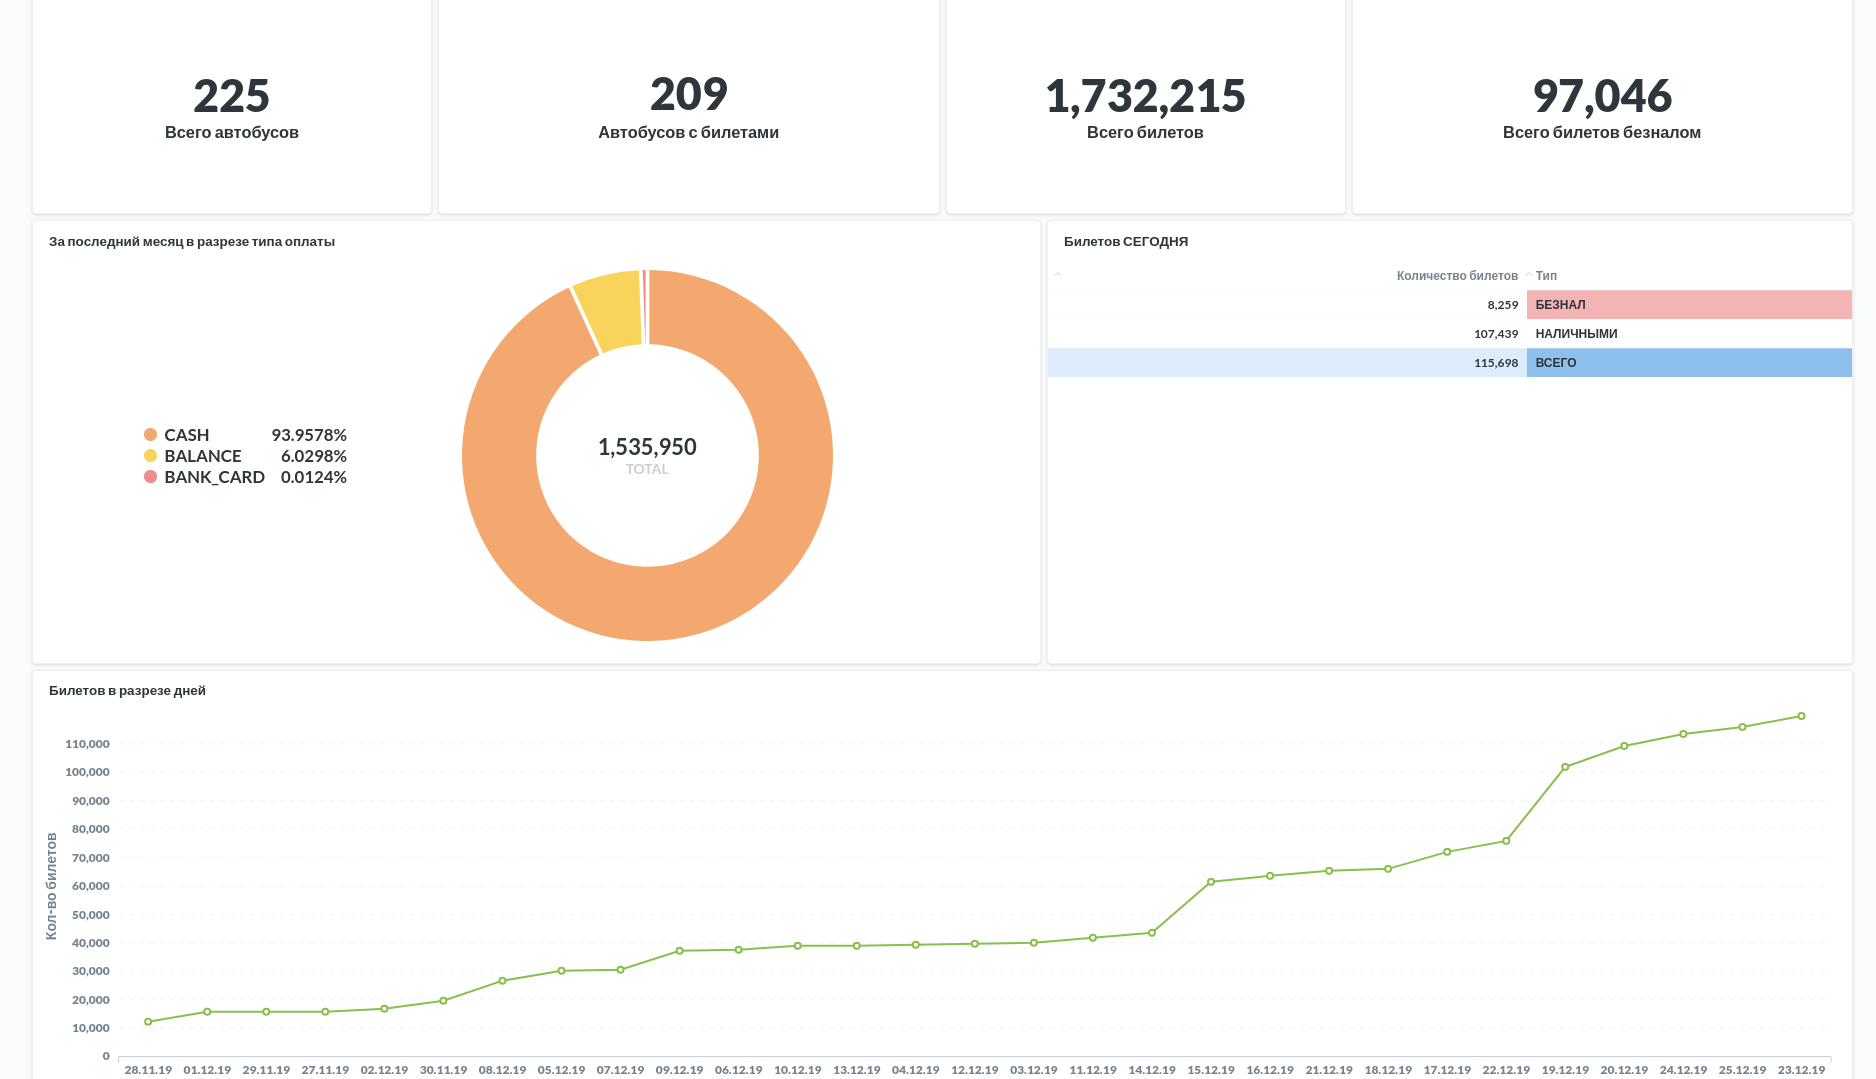 225
Всего автобусов
209
Автобусов с билетами
1,732,215
Всего билетов
97,046
Всего билетов безналом
За последний месяц в разрезе типа оплаты
CASH 93.9578%
BALANCE 6.0298%
BANK_CARD 0.0124%
1,535,950
TOTAL
Билетов СЕГОДНЯ
Количество билетов Тип
8,259 БЕЗНАЛ
107,439 НАЛИЧНЫМИ
115,698 ВСЕГО
Билетов в разрезе дней
Кол-во билетов
110,000
100,000
90,000
80,000
70,000
60,000
50,000
40,000
30,000
20,000
10,000
0
28.11.19 01.12.19 29.11.19 27.11.19 02.12.19 30.11.19 08.12.19 05.12.19 07.12.19 09.12.19 06.12.19 10.12.19 13.12.19 04.12.19 12.12.19 03.12.19 11.12.19 14.12.19 15.12.19 16.12.19 21.12.19 18.12.19 17.12.19 22.12.19 19.12.19 20.12.19 24.12.19 25.12.19 23.12.19